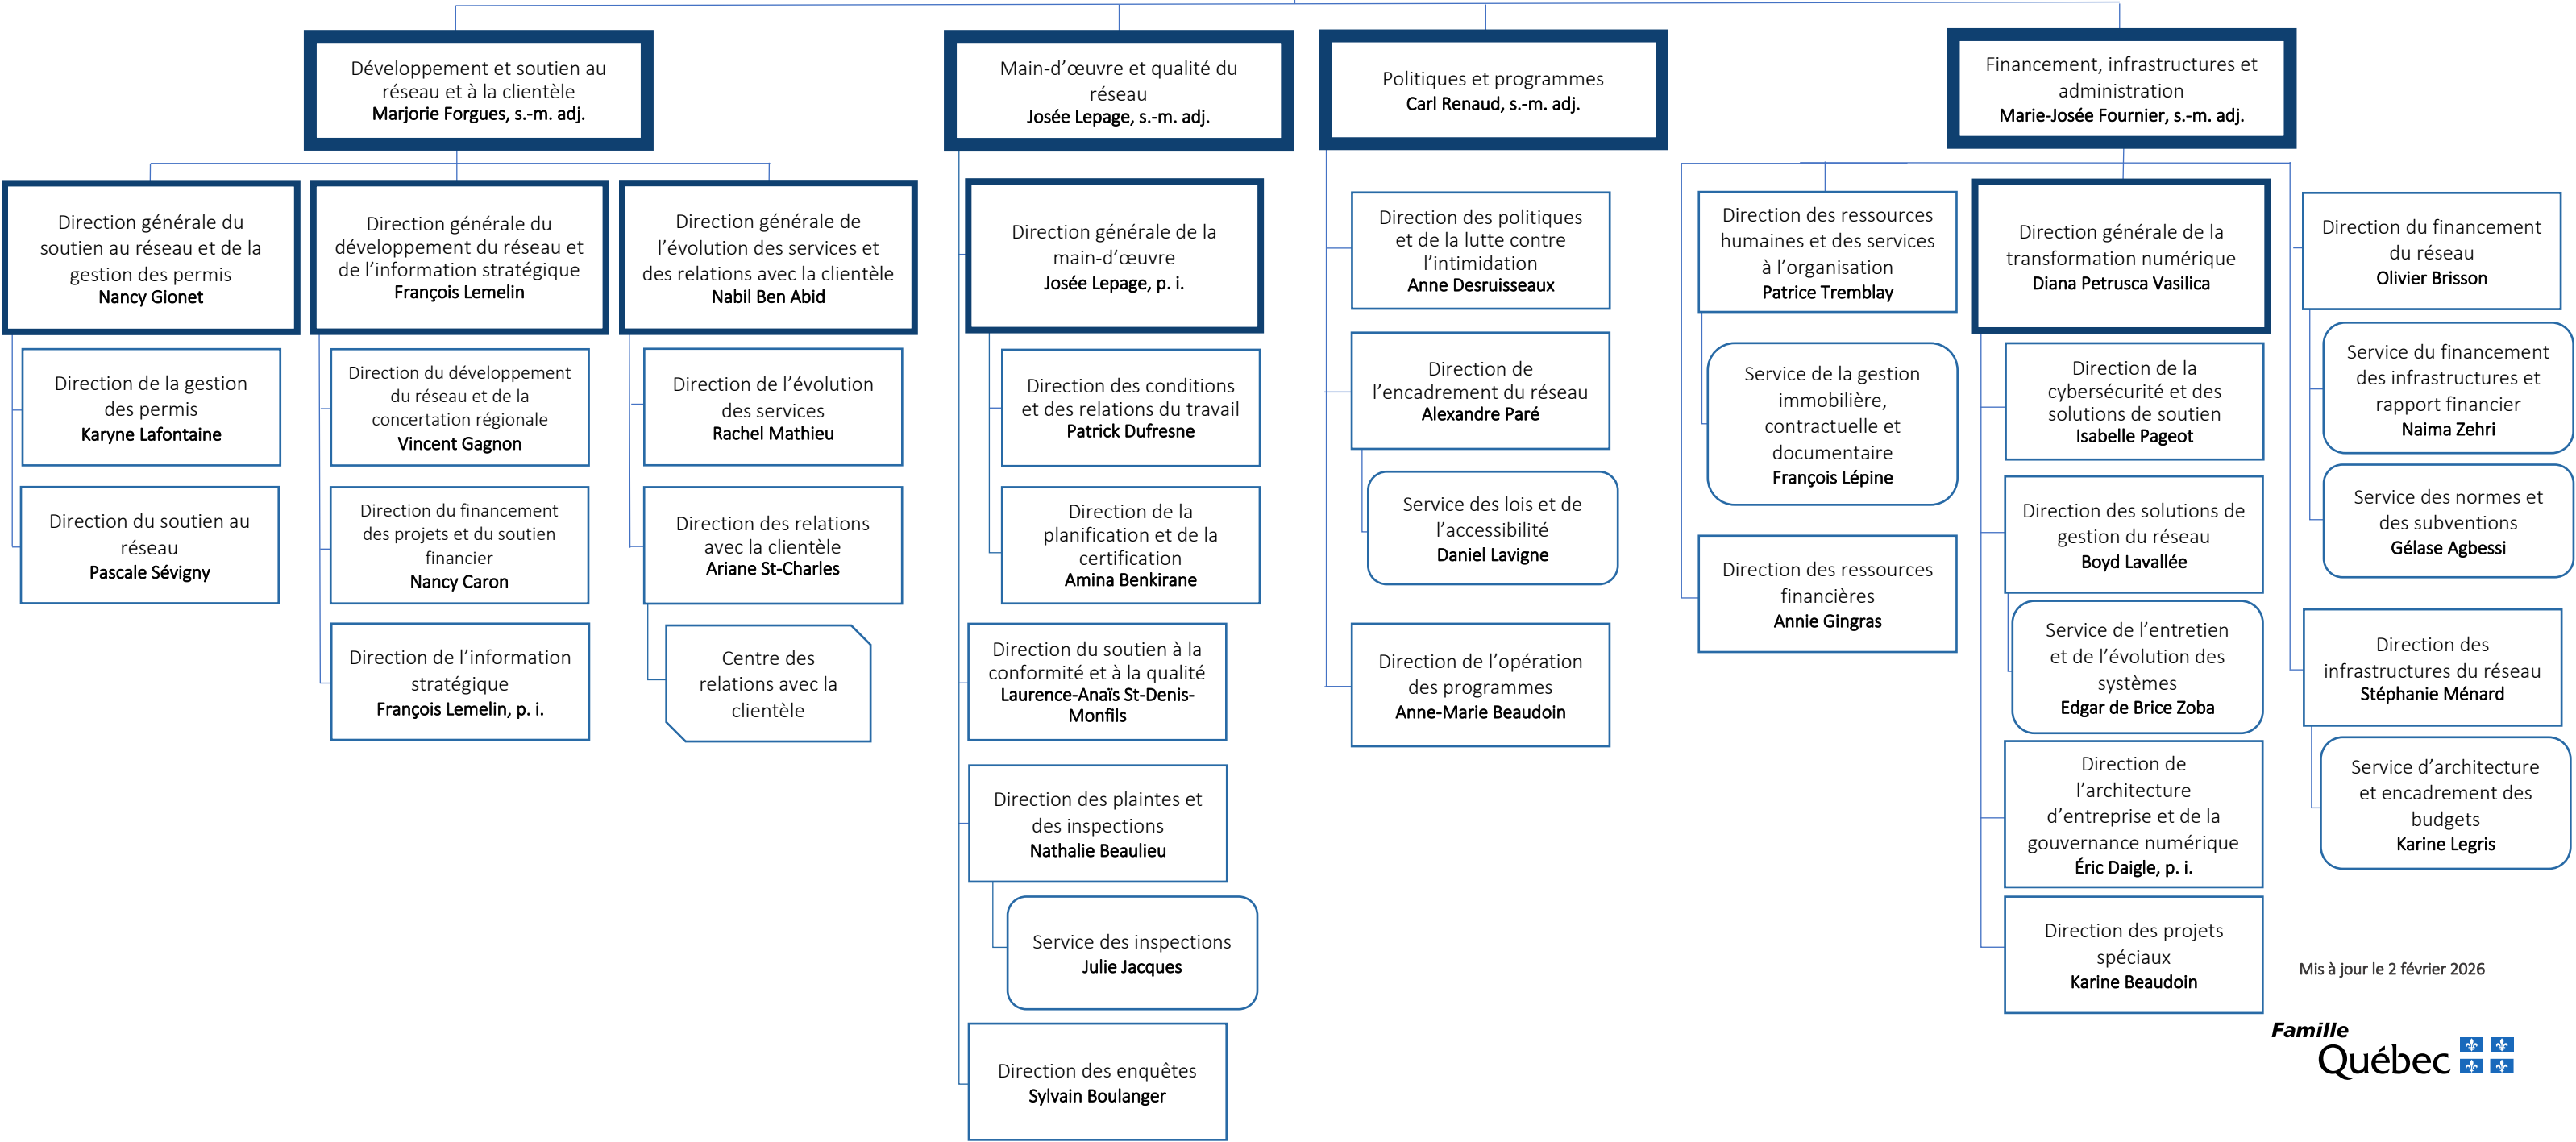 Développement et soutien au
réseau et à la clientèle
Marjorie Forgues, s.-m. adj.
Main-d’œuvre et qualité du
réseau
Josée Lepage, s.-m. adj.
Politiques et programmes
Carl Renaud, s.-m. adj.
Financement, infrastructures et
administration
Marie-Josée Fournier, s.-m. adj.
Direction générale du
soutien au réseau et de la
gestion des permis
Nancy Gionet
Direction de la gestion
des permis
Karyne Lafontaine
Direction du soutien au
réseau
Pascale Sévigny
Direction générale du
développement du réseau et
de l’information stratégique
François Lemelin
Direction du développement
du réseau et de la
concertation régionale
Vincent Gagnon
Direction du financement
des projets et du soutien
financier
Nancy Caron
Direction de l’information
stratégique
François Lemelin, p. i.
Direction générale de
l’évolution des services et
des relations avec la clientèle
Nabil Ben Abid
Direction de l’évolution
des services
Rachel Mathieu
Direction des relations
avec la clientèle
Ariane St-Charles
Centre des
relations avec la
clientèle
Direction générale de la
main-d’œuvre
Josée Lepage, p. i.
Direction des conditions
et des relations du travail
Patrick Dufresne
Direction de la
planification et de la
certification
Amina Benkirane
Direction du soutien à la
conformité et à la qualité
Laurence-Anaïs St-Denis-
Monfils
Direction des plaintes et
des inspections
Nathalie Beaulieu
Service des inspections
Julie Jacques
Direction des enquêtes
Sylvain Boulanger
Direction des politiques
et de la lutte contre
l’intimidation
Anne Desruisseaux
Direction de
l’encadrement du réseau
Alexandre Paré
Service des lois et de
l’accessibilité
Daniel Lavigne
Direction de l’opération
des programmes
Anne-Marie Beaudoin
Direction des ressources
humaines et des services
à l’organisation
Patrice Tremblay
Service de la gestion
immobilière,
contractuelle et
documentaire
François Lépine
Direction des ressources
financières
Annie Gingras
Direction générale de la
transformation numérique
Diana Petrusca Vasilica
Direction de la
cybersécurité et des
solutions de soutien
Isabelle Pageot
Direction des solutions de
gestion du réseau
Boyd Lavallée
Service de l’entretien
et de l’évolution des
systèmes
Edgar de Brice Zoba
Direction de
l’architecture
d’entreprise et de la
gouvernance numérique
Éric Daigle, p. i.
Direction des projets
spéciaux
Karine Beaudoin
Direction du financement
du réseau
Olivier Brisson
Service du financement
des infrastructures et
rapport financier
Naima Zehri
Service des normes et
des subventions
Gélase Agbessi
Direction des
infrastructures du réseau
Stéphanie Ménard
Service d’architecture
et encadrement des
budgets
Karine Legris
Mis à jour le 2 février 2026
Famille
Québec